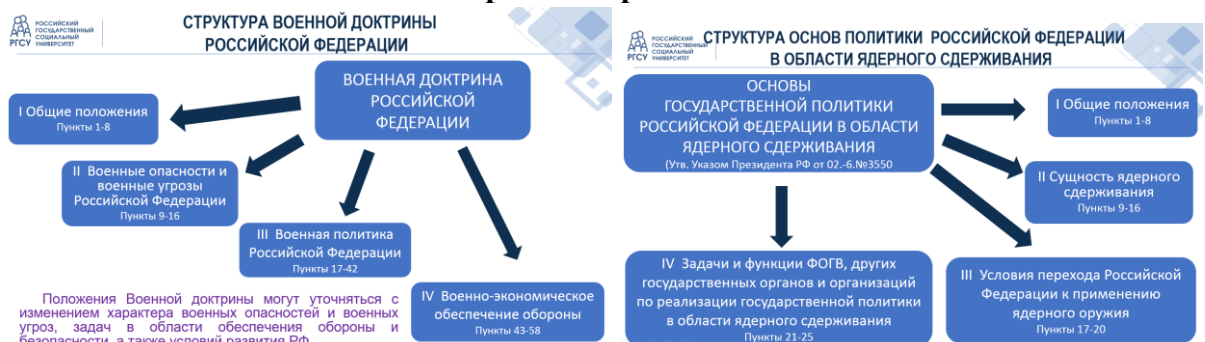 РОССИЙСКИЙ
ГОСУДАРСТВЕННЫЙ
СОЦИАЛЬНЫЙ
РГСУ УНИВЕРСИТЕТ
СТРУКТУРА ВОЕННОЙ ДОКТРИНЫ
РОССИЙСКОЙ ФЕДЕРАЦИИ
ВОЕННАЯ ДОКТРИНА
РОССИЙСКОЙ
ФЕДЕРАЦИИ
I Общие положения
Пункты 1-8
II Военные опасности и
военные угрозы
Российской Федерации
Пункты 9-16
III Военная политика
Российской Федерации
Пункты 17-42
IV Военно-экономическое
обеспечение обороны
Пункты 43-58
Положения Военной доктрины могут уточняться с
изменением характера военных опасностей и военных
угроз, задач в области обеспечения обороны и
безопасности, а также условий развития РФ
РОССИЙСКИЙ
ГОСУДАРСТВЕННЫЙ
СОЦИАЛЬНЫЙ
РГСУ УНИВЕРСИТЕТ
СТРУКТУРА ОСНОВ ПОЛИТИКИ РОССИЙСКОЙ ФЕДЕРАЦИИ
В ОБЛАСТИ ЯДЕРНОГО СДЕРЖИВАНИЯ
ОСНОВЫ
ГОСУДАРСТВЕННОЙ ПОЛИТИКИ
РОССИЙСКОЙ ФЕДЕРАЦИИ В ОБЛАСТИ
ЯДЕРНОГО СДЕРЖИВАНИЯ
(Утв. Указом Президента РФ от 02.-6.№3550
I Общие положения
Пункты 1-8
II Сущность ядерного
сдерживания
Пункты 9-16
III Условия перехода Российской
Федерации к применению
ядерного оружия
Пункты 17-20
IV Задачи и функции ФОГВ, других
государственных органов и организаций
по реализации государственной политики
в области ядерного сдерживания
Пункты 21-25